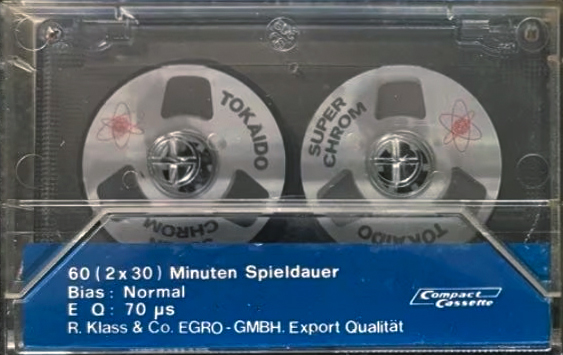 TOKAIDO
SUPER
CHROM
CHROM
TOKAIDO
60 (2x30) Minuten Spieldauer
Bias: Normal
E Q: 70 µs
R. Klass & Co. EGRO-GMBH. Export Qualität
Compact
Cassette